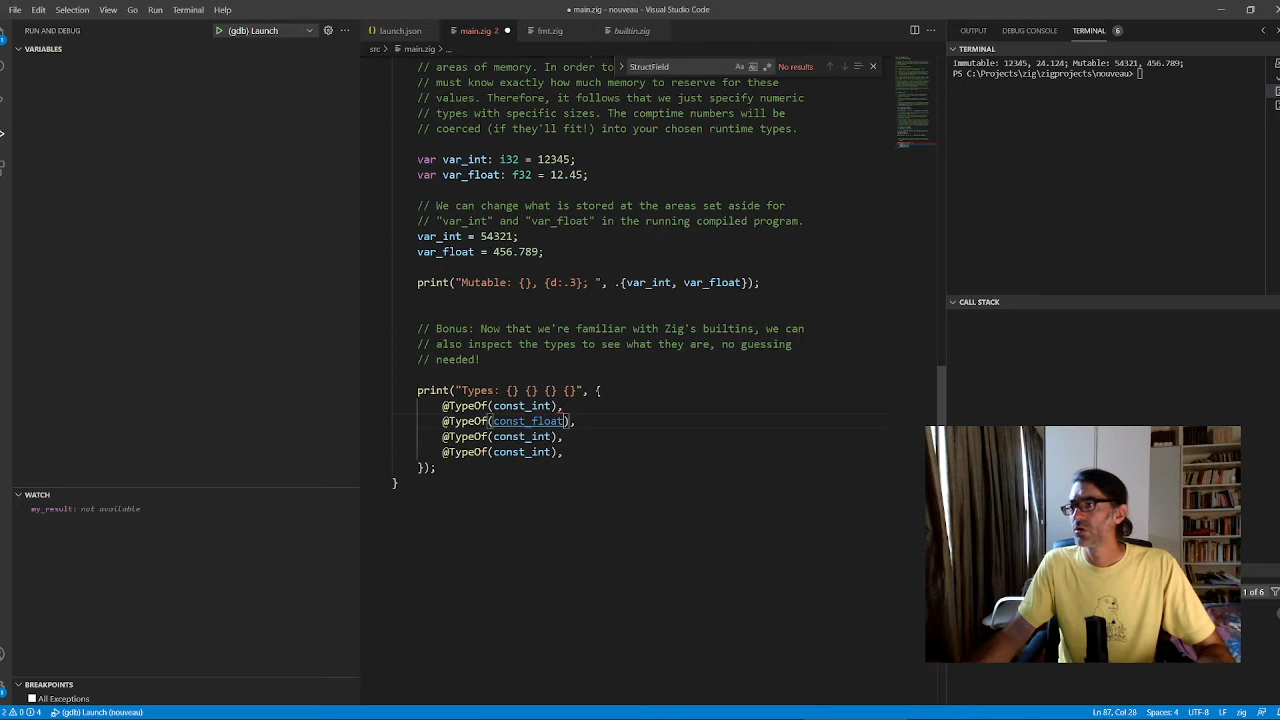 File Edit Selection View Go Run Terminal Help
● main.zig - nouveau - Visual Studio Code
RUN AND DEBUG
(gdb) Launch
launch.json
main.zig 2
fmt.zig
builtin.zig
OUTPUT
DEBUG CONSOLE
TERMINAL
6
VARIABLES
src > main.zig > ...
TERMINAL
StructField
Aa
No results
Immutable: 12345, 24.124; Mutable: 54321, 456.789;
PS C:\Projects\zig\zigprojects\nouveau>
// areas of memory. In order to
// must know exactly how much memory to reserve for these
// values. Therefore, it follows that we just specify numeric
// types with specific sizes. The comptime numbers will be
// coerced (if they'll fit!) into your chosen runtime types.
var var_int: i32 = 12345;
var var_float: f32 = 12.45;
// We can change what is stored at the areas set aside for
// "var_int" and "var_float" in the running compiled program.
var_int = 54321;
var_float = 456.789;
print("Mutable: {}, {d:.3}; ", .{var_int, var_float});
CALL STACK
// Bonus: Now that we're familiar with Zig's builtins, we can
// also inspect the types to see what they are, no guessing
// needed!
print("Types: {} {} {} {}", {
@TypeOf(const_int),
@TypeOf(const_float),
@TypeOf(const_int),
@TypeOf(const_int),
});
}
WATCH
my_result: not available
1 of 6
BREAKPOINTS
All Exceptions
2 0 4
(gdb) Launch (nouveau)
Ln 87, Col 28
Spaces: 4
UTF-8
LF
zig